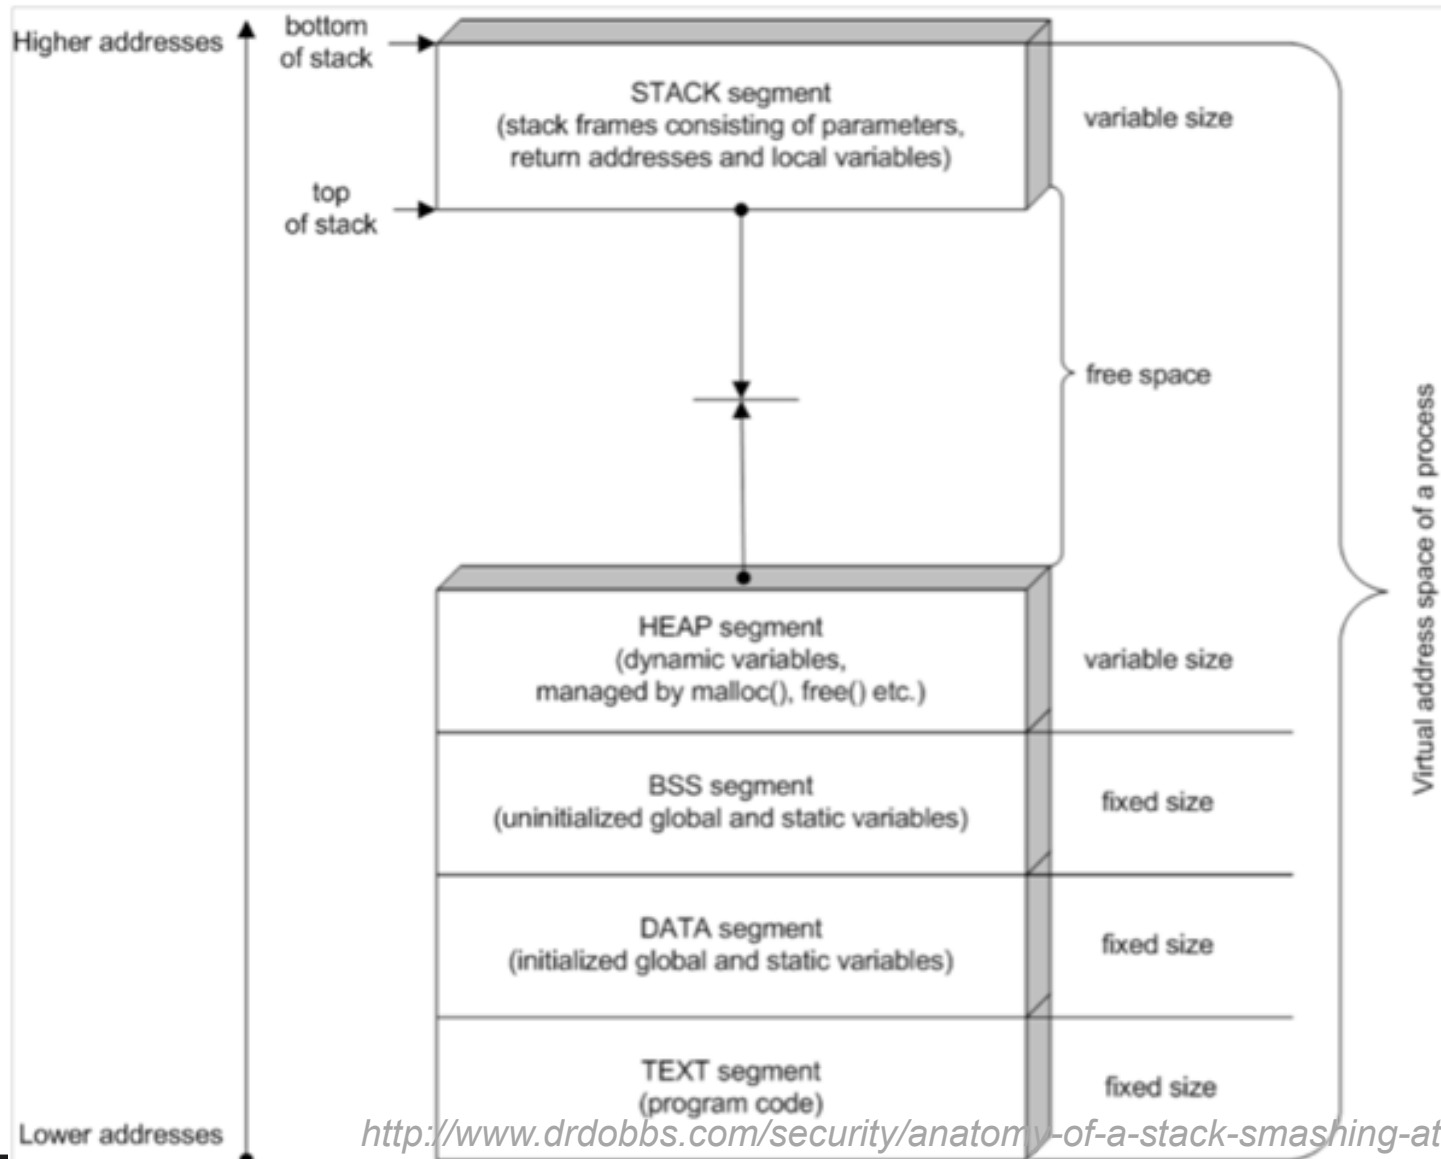 bottom
of stack
Higher addresses
STACK segment
(stack frames consisting of parameters,
return addresses and local variables)
variable size
top
of stack
free space
Virtual address space of a process
HEAP segment
(dynamic variables,
managed by malloc(), free() etc.)
variable size
BSS segment
(uninitialized global and static variables)
fixed size
DATA segment
(initialized global and static variables)
fixed size
TEXT segment
(program code)
fixed size
Lower addresses
http://www.drdobbs.com/security/anatomy-of-a-stack-smashing-at